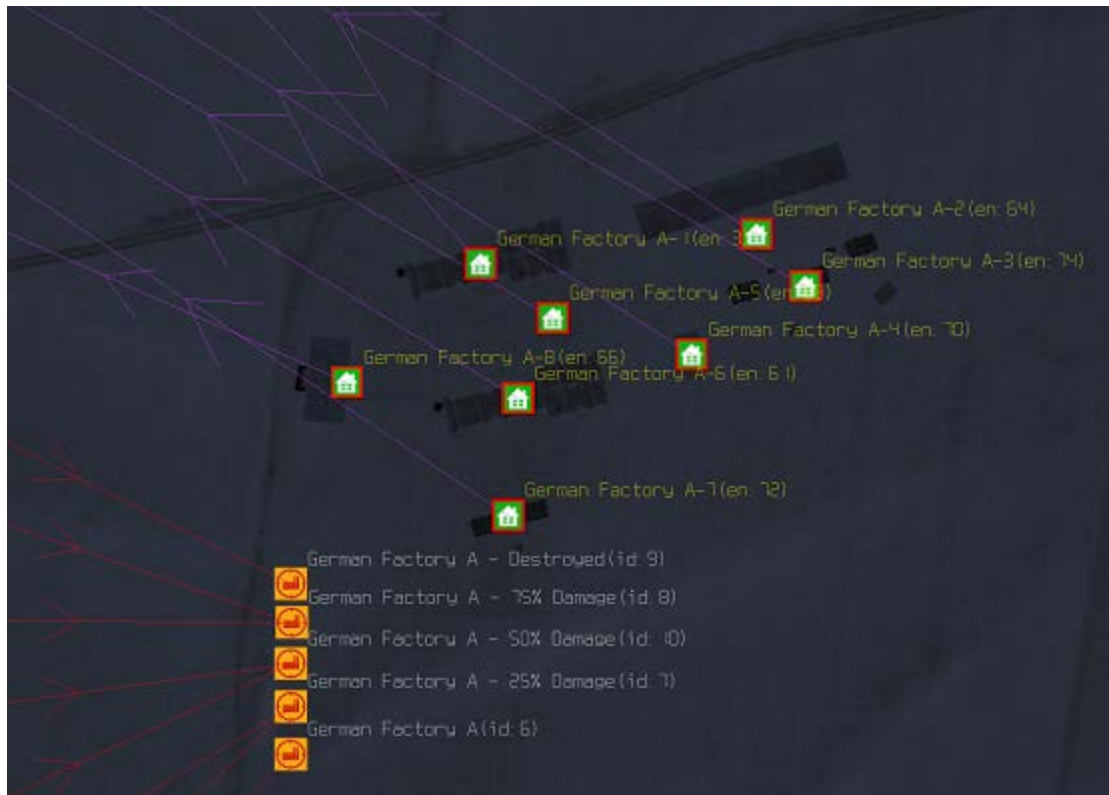 German Factory A-2(en: 64)
German Factory A-1(en: 3
German Factory A-3(en: 74)
German Factory A-5(en:
German Factory A-4(en: 70)
German Factory A-8(en: 66)
German Factory A-6(en: 61)
German Factory A-7(en: 72)
German Factory A - Destroyed(id: 9)
German Factory A - 75% Damage(id: 8)
German Factory A - 50% Damage(id: 10)
German Factory A - 25% Damage(id: 7)
German Factory A(id: 6)